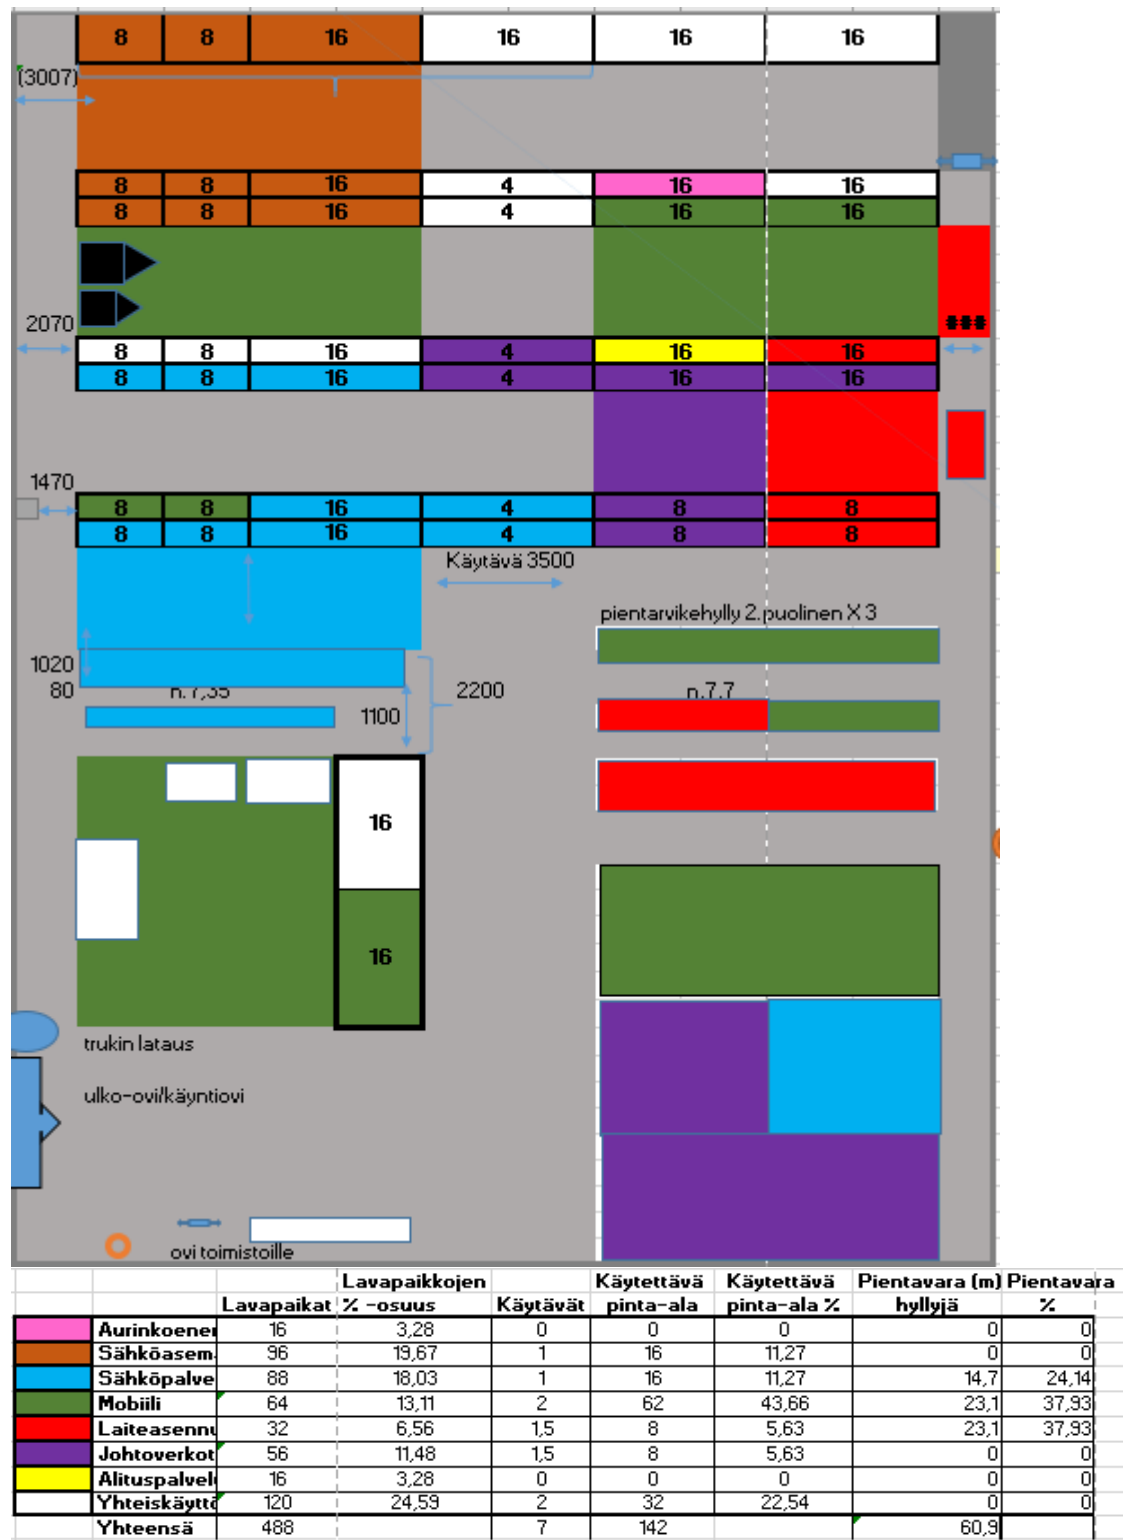 8 8 16 16 16 16
(3007)
8 8 16 4 16 16
8 8 16 4 16 16
2070 ###
8 8 16 4 16 16
8 8 16 4 16 16
1470
8 8 16 4 8 8
8 8 16 4 8 8
Käytävä 3500
pientarvikehylly 2.puolinen X 3
1020
80 n.7,35 2200 n.7,7
1100
16
16
trukin lataus
ulko-ovi/käyntiovi
ovi toimistoille
Lavapaikkojen Käytettävä Käytettävä Pientavara (m) Pientavara
Lavapaikat % -osuus Käytävät pinta-ala pinta-ala % hyllyjä %
Aurinkoener 16 3,28 0 0 0 0 0
Sähköasem 96 19,67 1 16 11,27 0 0
Sähköpalve 88 18,03 1 16 11,27 14,7 24,14
Mobiili 64 13,11 2 62 43,66 23,1 37,93
Laiteasennu 32 6,56 1,5 8 5,63 23,1 37,93
Johtoverkot 56 11,48 1,5 8 5,63 0 0
Alituspalvel 16 3,28 0 0 0 0 0
Yhteiskäyttö 120 24,59 2 32 22,54 0 0
Yhteensä 488 7 142 60,9